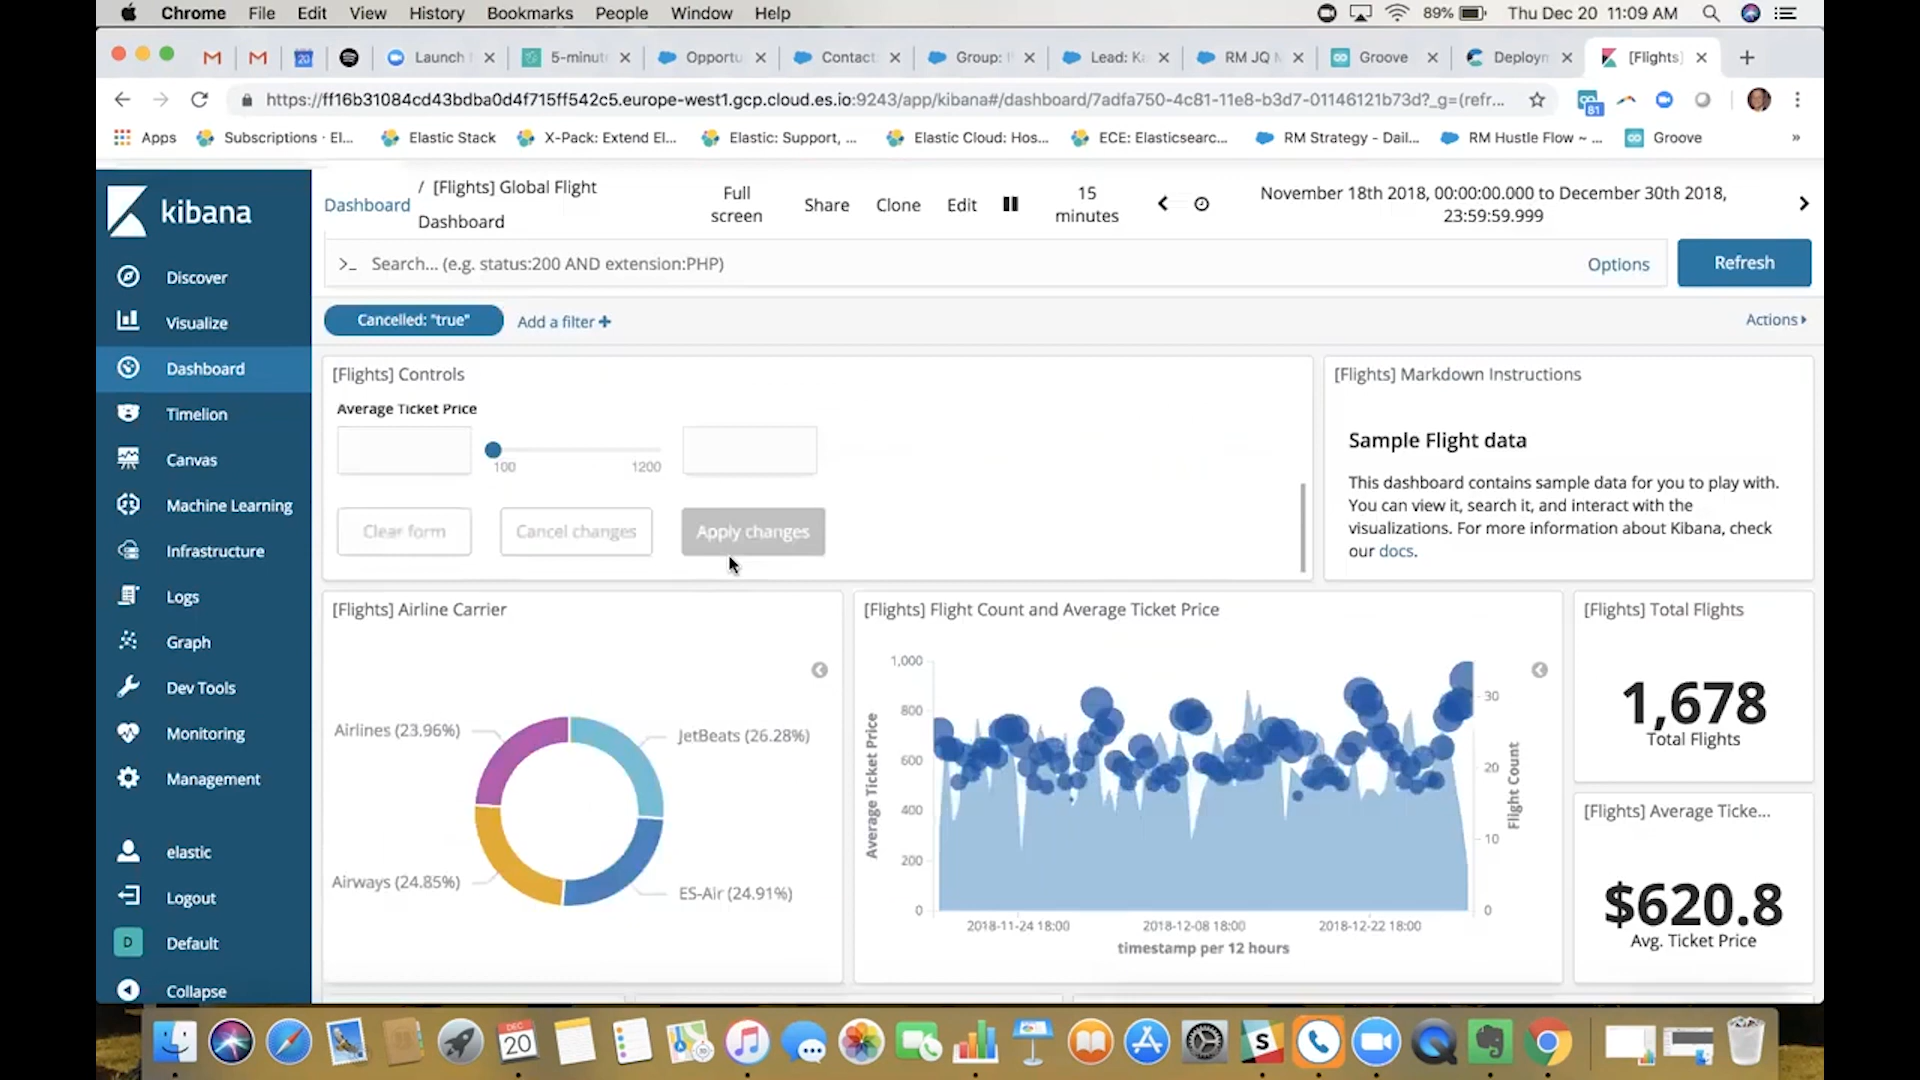 Chrome File Edit View History Bookmarks People Window Help 89% Thu Dec 20 11:09 AM
20 Launch 5-minut Opportu Contact Group: Lead: RM JQ Groove Deploym [Flights]
https://ff16b31084cd43bdba0d4f715ff542c5.europe-west1.gcp.cloud.es.io:9243/app/kibana#/dashboard/7adfa750-4c81-11e8-b3d7-01146121b73d?_g=(refr... 81
Apps Subscriptions · El... Elastic Stack X-Pack: Extend El... Elastic: Support, ... Elastic Cloud: Hos... ECE: Elasticsearc... RM Strategy - Dail... RM Hustle Flow ~ ... Groove »
kibana
Discover
Visualize
Dashboard
Timelion
Canvas
Machine Learning
Infrastructure
Logs
Graph
Dev Tools
Monitoring
Management
elastic
Logout
D Default
Collapse
Dashboard / [Flights] Global Flight Dashboard
Full screen Share Clone Edit 15 minutes
November 18th 2018, 00:00:00.000 to December 30th 2018, 23:59:59.999
>_ Search... (e.g. status:200 AND extension:PHP) Options Refresh
Cancelled: "true" Add a filter + Actions
[Flights] Controls
Average Ticket Price
100 1200
Clear form Cancel changes Apply changes
[Flights] Markdown Instructions
Sample Flight data
This dashboard contains sample data for you to play with.
You can view it, search it, and interact with the
visualizations. For more information about Kibana, check
our docs.
[Flights] Airline Carrier
Airlines (23.96%)
JetBeats (26.28%)
Airways (24.85%)
ES-Air (24.91%)
[Flights] Flight Count and Average Ticket Price
Average Ticket Price
1,000
800
600
400
200
0
30
20
10
0
Flight Count
2018-11-24 18:00 2018-12-08 18:00 2018-12-22 18:00
timestamp per 12 hours
[Flights] Total Flights
1,678
Total Flights
[Flights] Average Ticke...
$620.8
Avg. Ticket Price
DEC
20